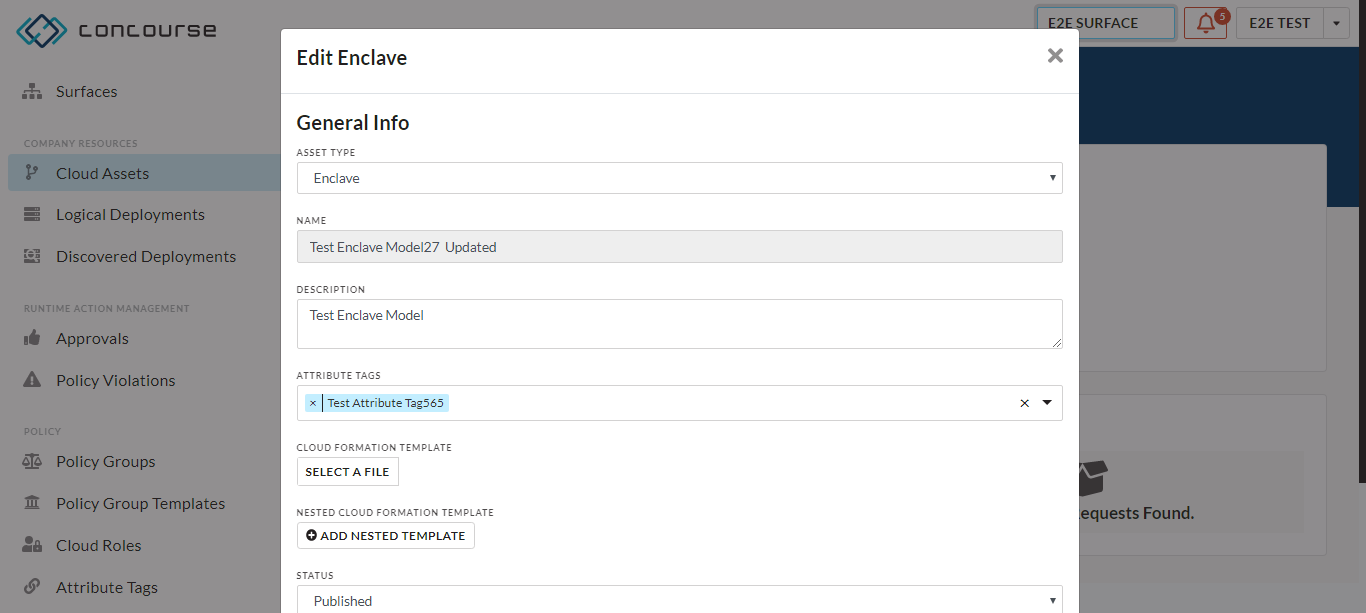 concourse
E2E SURFACE
5
E2E TEST
Surfaces
COMPANY RESOURCES
Cloud Assets
Logical Deployments
Discovered Deployments
RUNTIME ACTION MANAGEMENT
Approvals
Policy Violations
POLICY
Policy Groups
Policy Group Templates
Cloud Roles
Attribute Tags
Edit Enclave
General Info
ASSET TYPE
Enclave
NAME
Test Enclave Model27 Updated
DESCRIPTION
Test Enclave Model
ATTRIBUTE TAGS
× Test Attribute Tag565
CLOUD FORMATION TEMPLATE
SELECT A FILE
NESTED CLOUD FORMATION TEMPLATE
ADD NESTED TEMPLATE
STATUS
Published
equests Found.